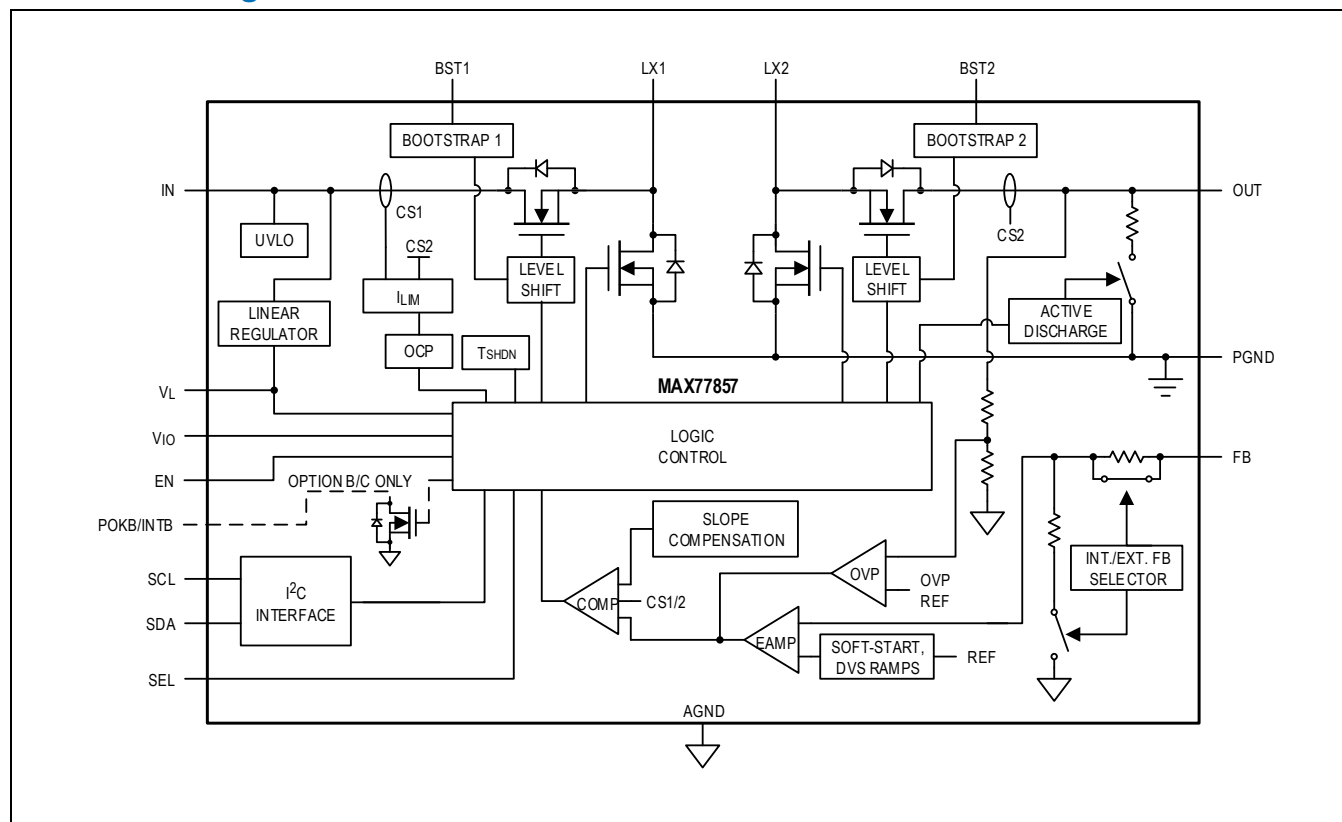 BST1
LX1
LX2
BST2
BOOTSTRAP 1
BOOTSTRAP 2
IN
OUT
CS1
CS2
UVLO
CS2
LEVEL
SHIFT
LEVEL
SHIFT
ILIM
LINEAR
REGULATOR
ACTIVE
DISCHARGE
OCP
TSHDN
PGND
MAX77857
VL
VIO
LOGIC
CONTROL
EN
FB
OPTION B/C ONLY
POKB/INTB
SLOPE
COMPENSATION
INT./EXT. FB
SELECTOR
SCL
I2C
INTERFACE
SDA
OVP
OVP
REF
COMP
CS1/2
EAMP
SOFT-START,
DVS RAMPS
REF
SEL
AGND